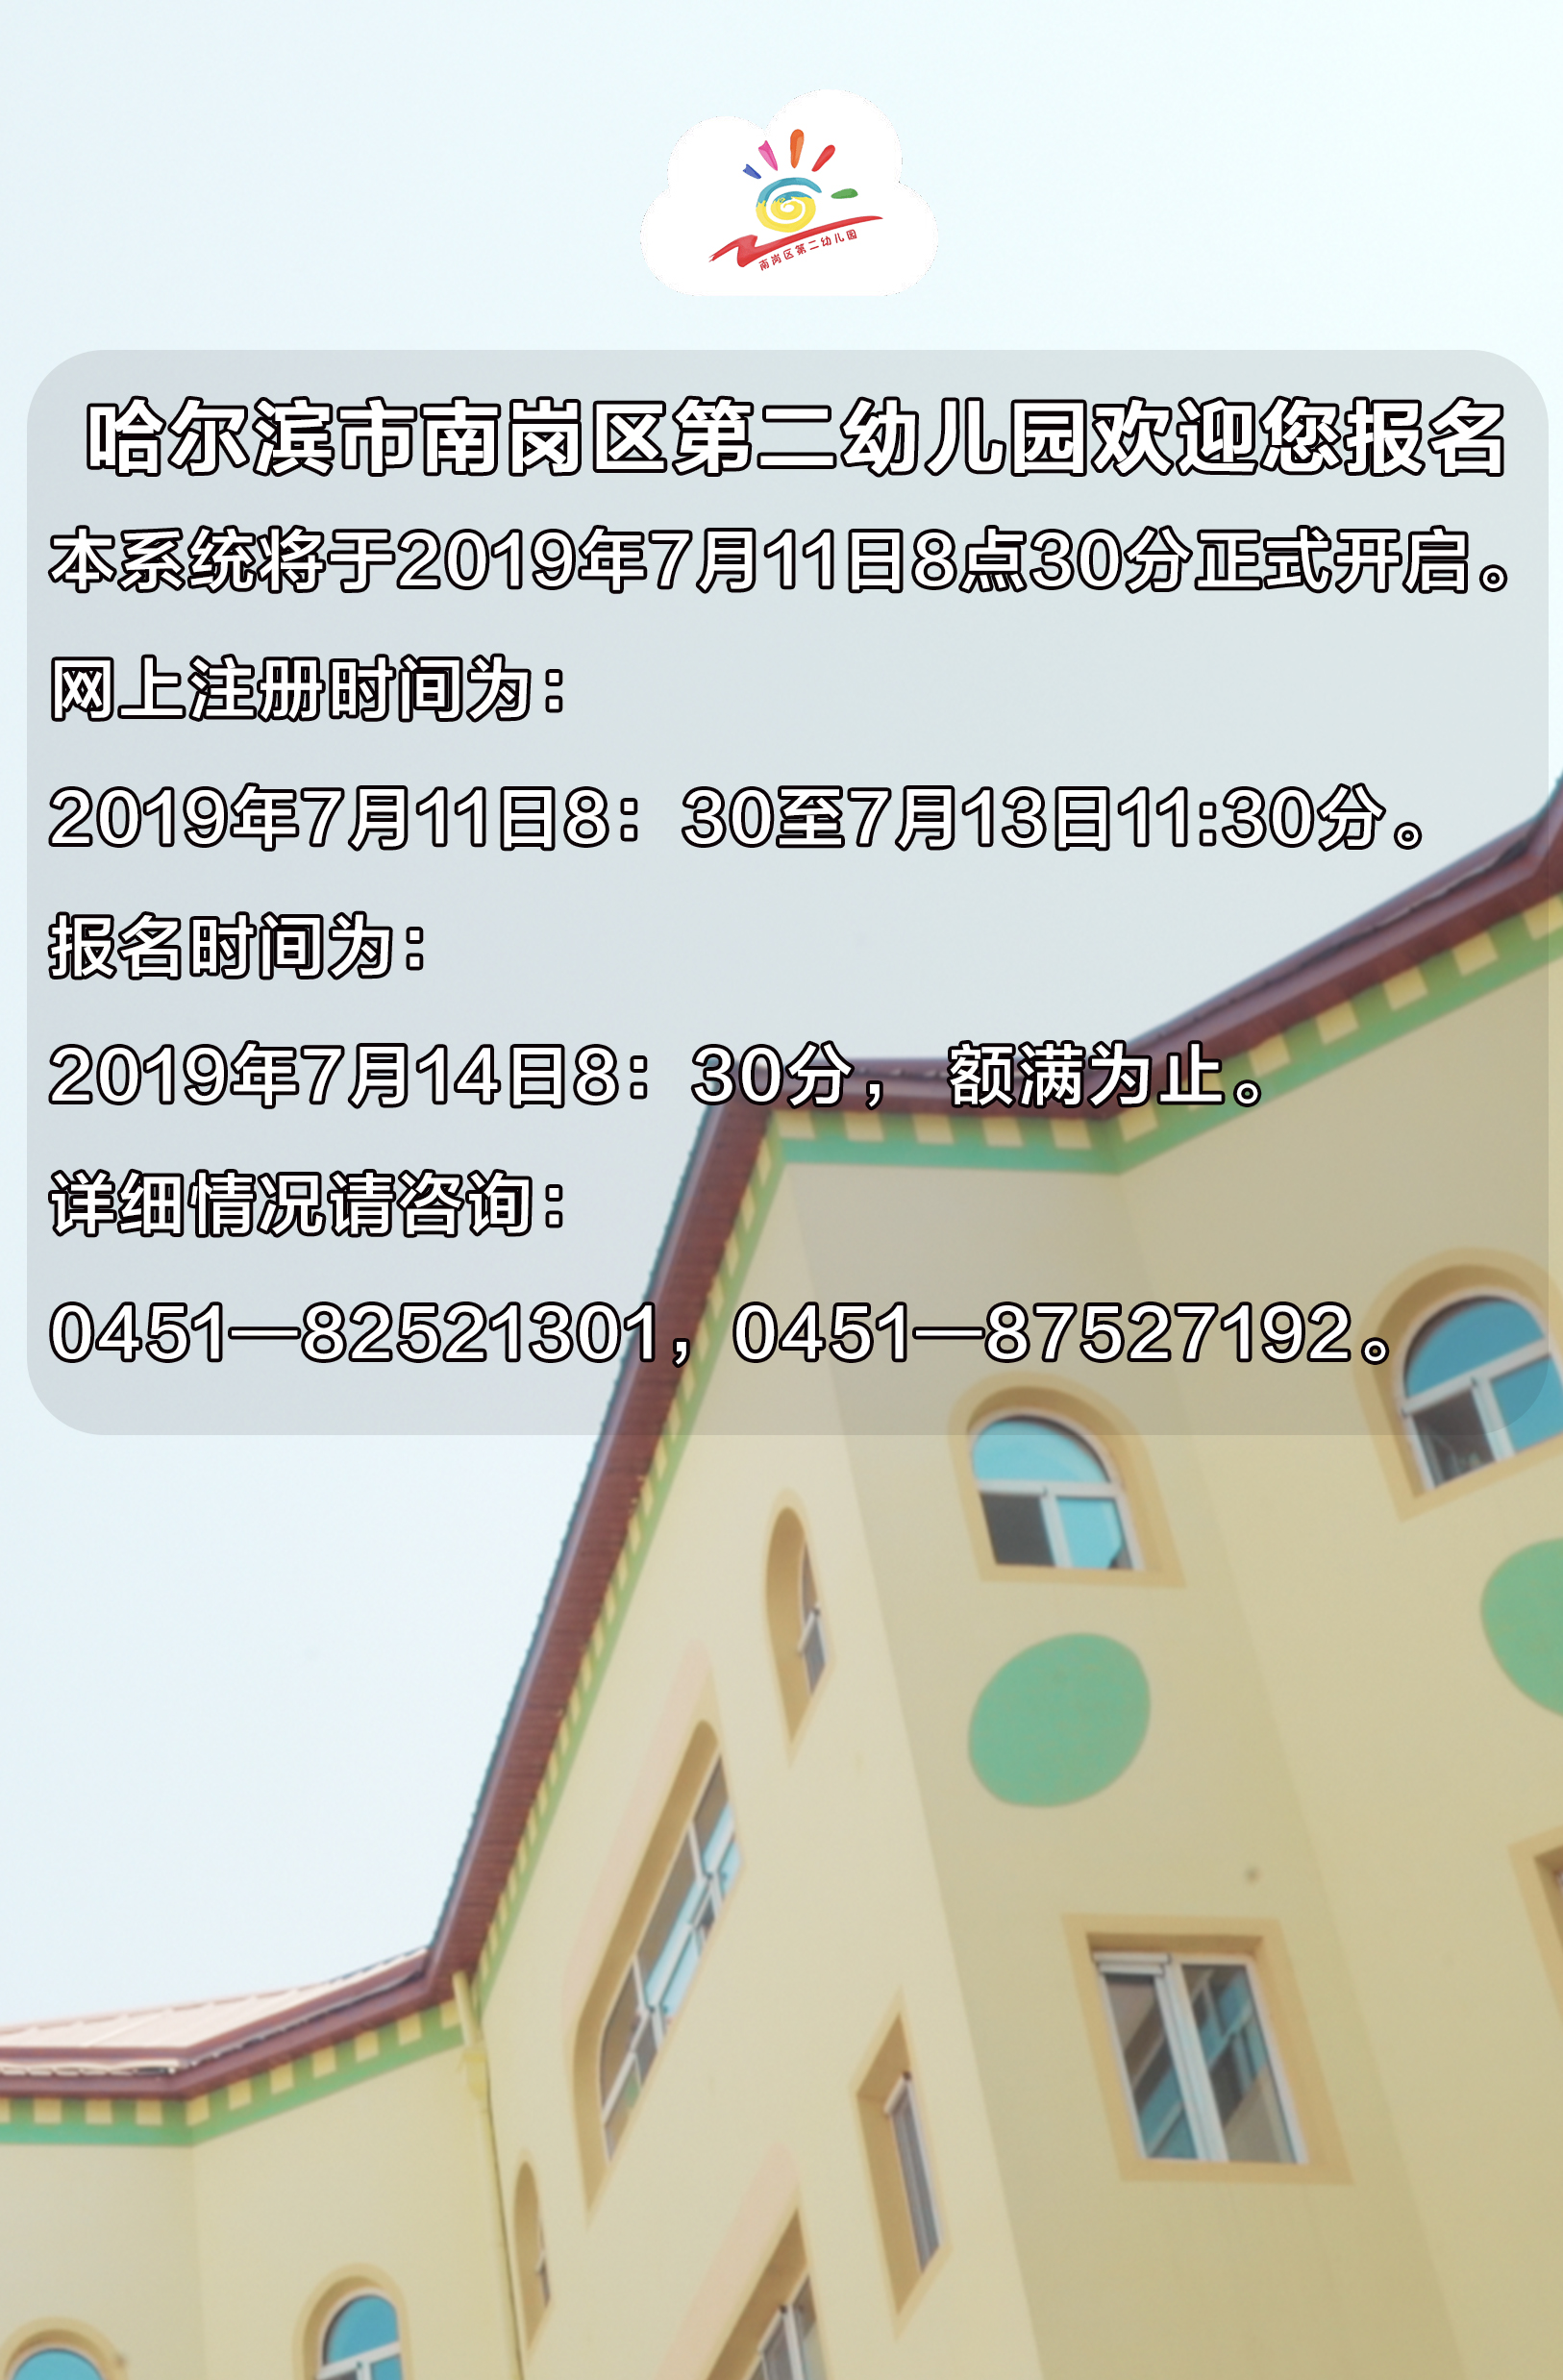 南岗区第二幼儿园
哈尔滨市南岗区第二幼儿园欢迎您报名
本系统将于2019年7月11日8点30分正式开启。
网上注册时间为：
2019年7月11日8：30至7月13日11:30分。
报名时间为：
2019年7月14日8：30分， 额满为止。
详细情况请咨询：
0451—82521301，0451—87527192。